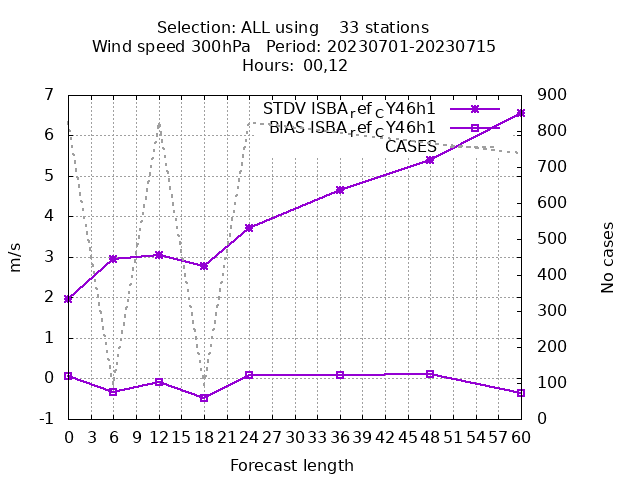 Selection: ALL using    33 stations
Wind speed 300hPa   Period: 20230701-20230715
Hours: 00,12
STDV ISBA_ref_CY46h1
BIAS ISBA_ref_CY46h1
CASES
7
6
5
4
3
2
1
0
-1
900
800
700
600
500
400
300
200
100
0
m/s
No cases
0 3 6 9 12 15 18 21 24 27 30 33 36 39 42 45 48 51 54 57 60
Forecast length